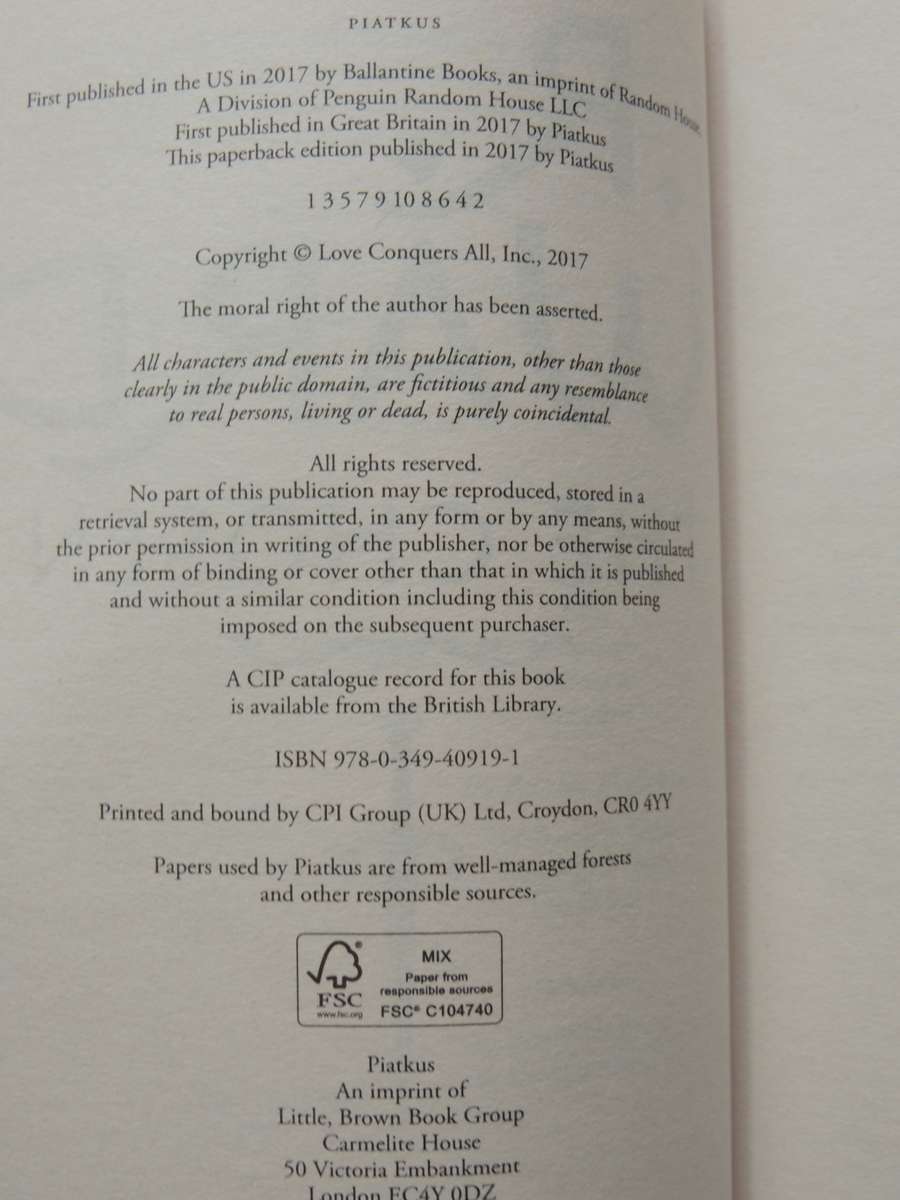 PIATKUS
First published in the US in 2017 by Ballantine Books, an imprint of Random House,
A Division of Penguin Random House LLC
First published in Great Britain in 2017 by Piatkus
This paperback edition published in 2017 by Piatkus
1 3 5 7 9 10 8 6 4 2
Copyright © Love Conquers All, Inc., 2017
The moral right of the author has been asserted.
All characters and events in this publication, other than those
clearly in the public domain, are fictitious and any resemblance
to real persons, living or dead, is purely coincidental.
All rights reserved.
No part of this publication may be reproduced, stored in a
retrieval system, or transmitted, in any form or by any means, without
the prior permission in writing of the publisher, nor be otherwise circulated
in any form of binding or cover other than that in which it is published
and without a similar condition including this condition being
imposed on the subsequent purchaser.
A CIP catalogue record for this book
is available from the British Library.
ISBN 978-0-349-40919-1
Printed and bound by CPI Group (UK) Ltd, Croydon, CR0 4YY
Papers used by Piatkus are from well-managed forests
and other responsible sources.
FSC
www.fsc.org
MIX
Paper from
responsible sources
FSC® C104740
Piatkus
An imprint of
Little, Brown Book Group
Carmelite House
50 Victoria Embankment
London EC4Y 0DZ